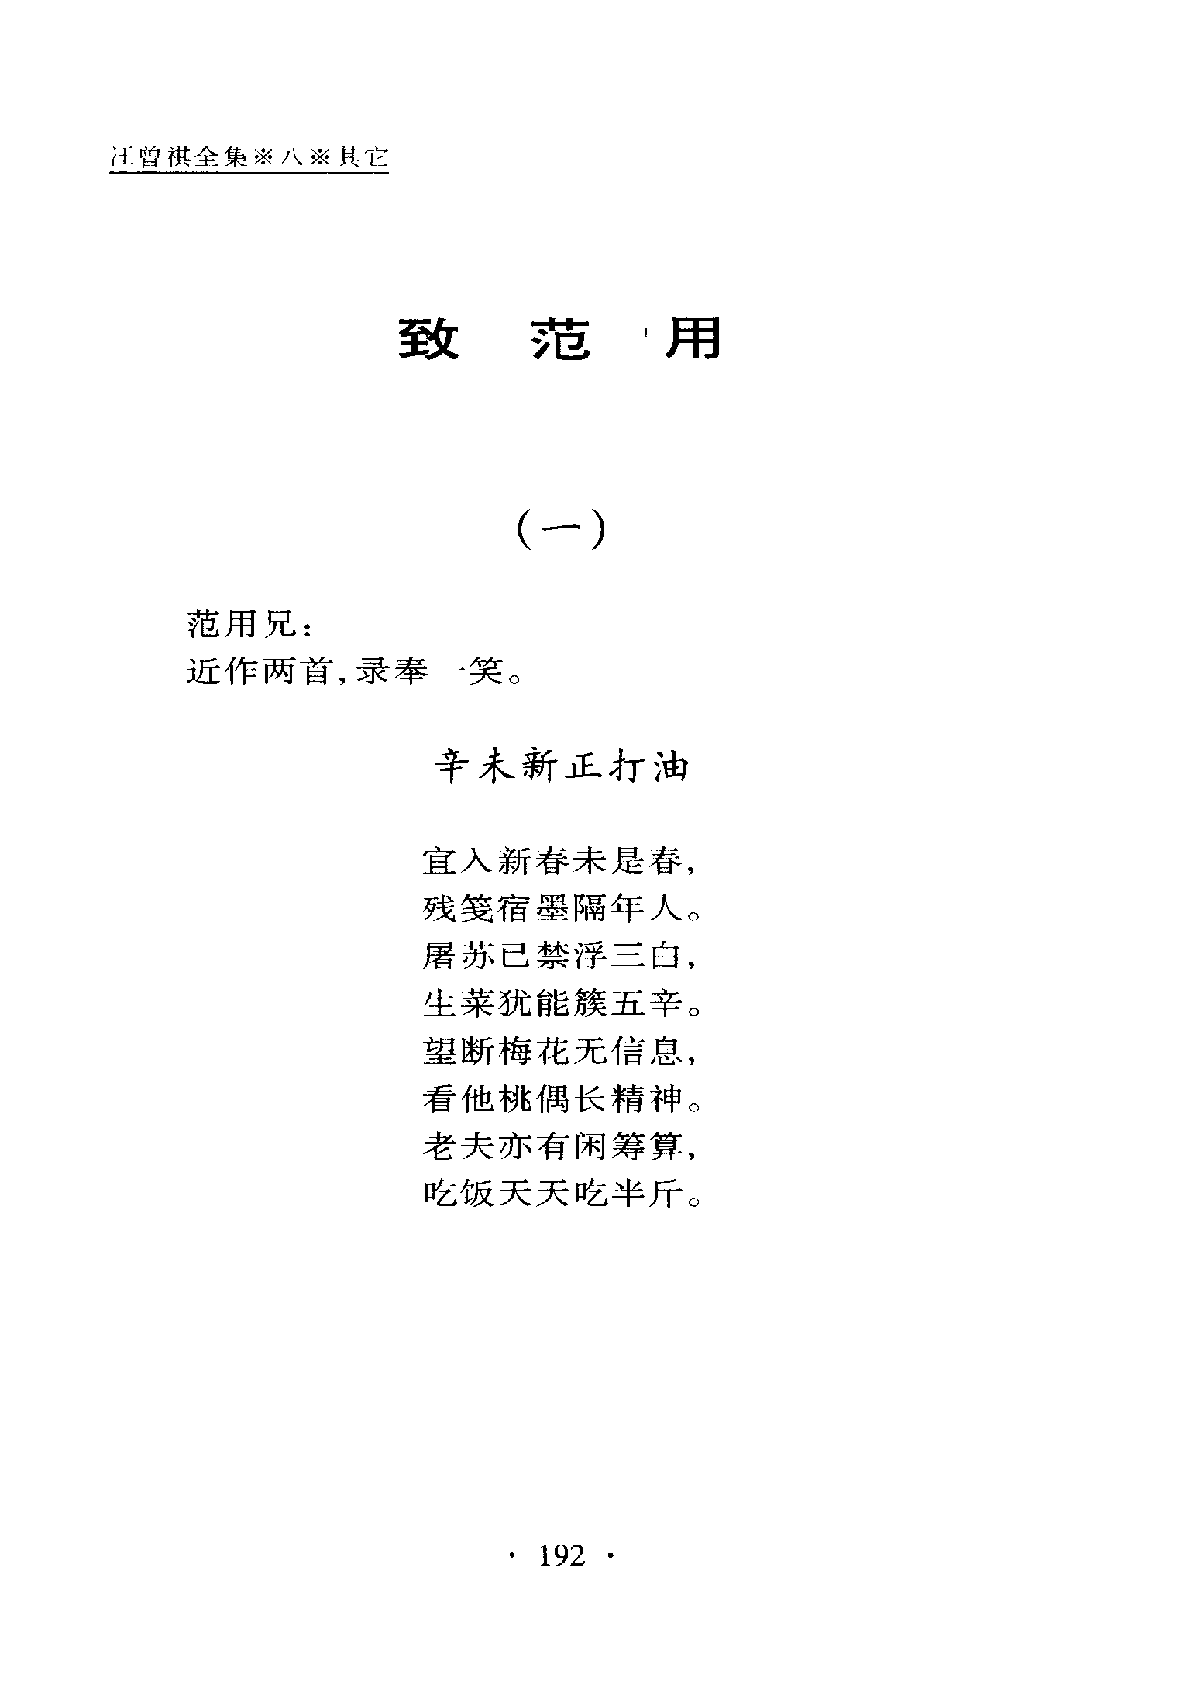 汪曾祺全集※八※其它
致 范 用
(一)
范用兄：
近作两首，录奉一笑。
辛未新正打油
宜入新春未是春，
残笺宿墨隔年人。
屠苏已禁浮三白，
生菜犹能簇五辛。
望断梅花无信息，
看他桃偶长精神。
老夫亦有闲筹算，
吃饭天天吃半斤。
· 192 ·